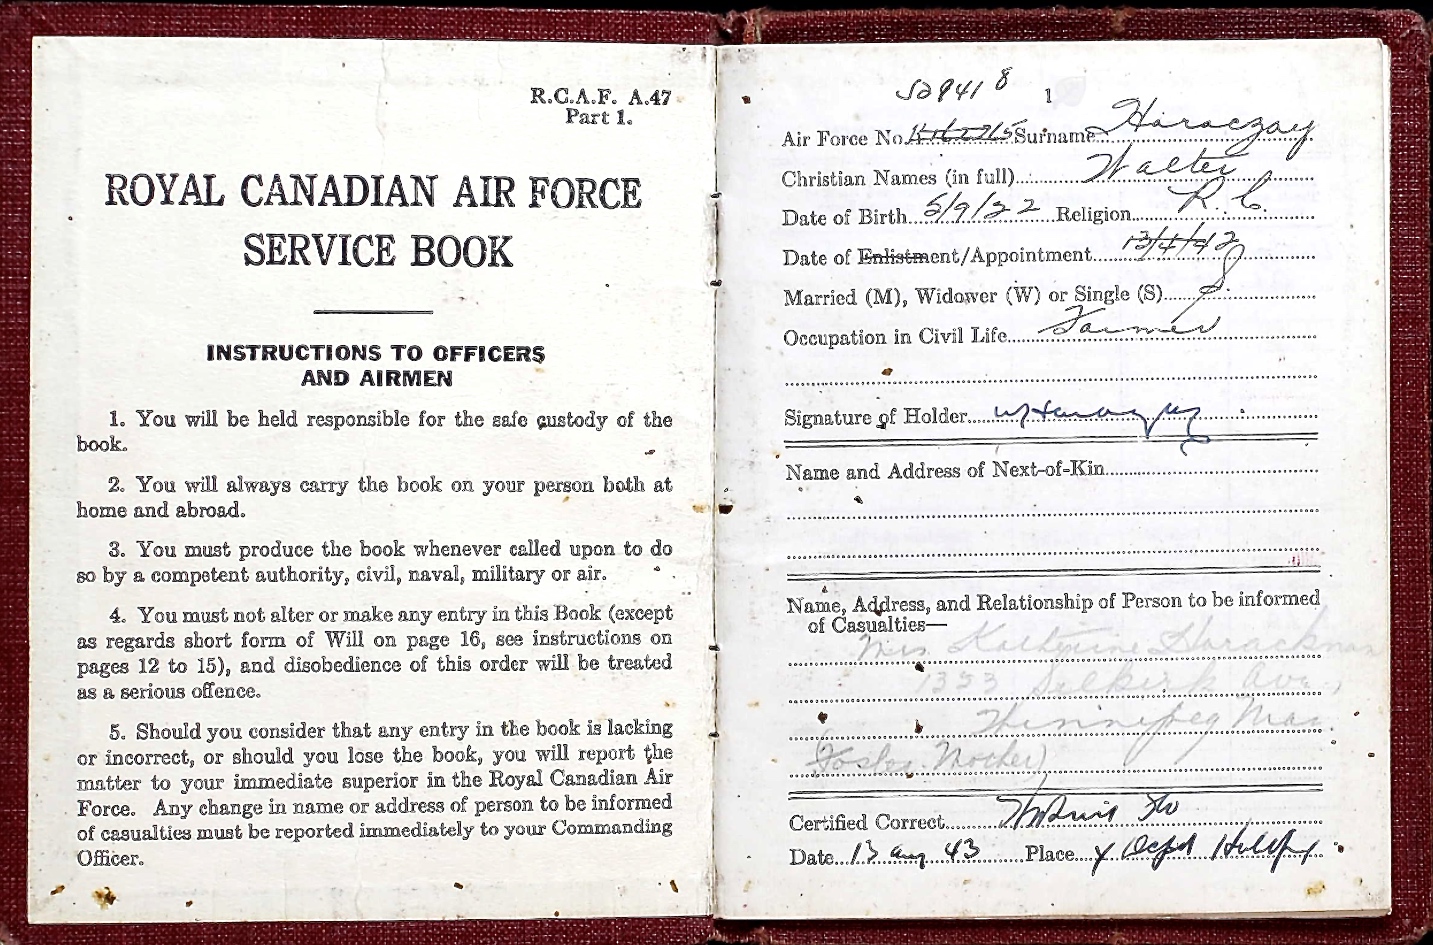 R.C.A.F. A.47
Part 1.
ROYAL CANADIAN AIR FORCE
SERVICE BOOK
INSTRUCTIONS TO OFFICERS
AND AIRMEN
1. You will be held responsible for the safe custody of the
book.
2. You will always carry the book on your person both at
home and abroad.
3. You must produce the book whenever called upon to do
so by a competent authority, civil, naval, military or air.
4. You must not alter or make any entry in this Book (except
as regards short form of Will on page 16, see instructions on
pages 12 to 15), and disobedience of this order will be treated
as a serious offence.
5. Should you consider that any entry in the book is lacking
or incorrect, or should you lose the book, you will report the
matter to your immediate superior in the Royal Canadian Air
Force. Any change in name or address of person to be informed
of casualties must be reported immediately to your Commanding
Officer.
1
Air Force No. Surname Haraczay
Christian Names (in full) Walter
Date of Birth 5/9/22 Religion R.C.
Date of Enlistment/Appointment 13/4/42
Married (M), Widower (W) or Single (S) S.
Occupation in Civil Life Farmer
Signature of Holder
Name and Address of Next-of-Kin
Name, Address, and Relationship of Person to be informed
of Casualties—
Mrs. Katherine
1323 Selkirk Ave.,
Winnipeg Man
(Foster Mother)
Certified Correct
Date 13 Aug 43 Place Y Depot Halifax